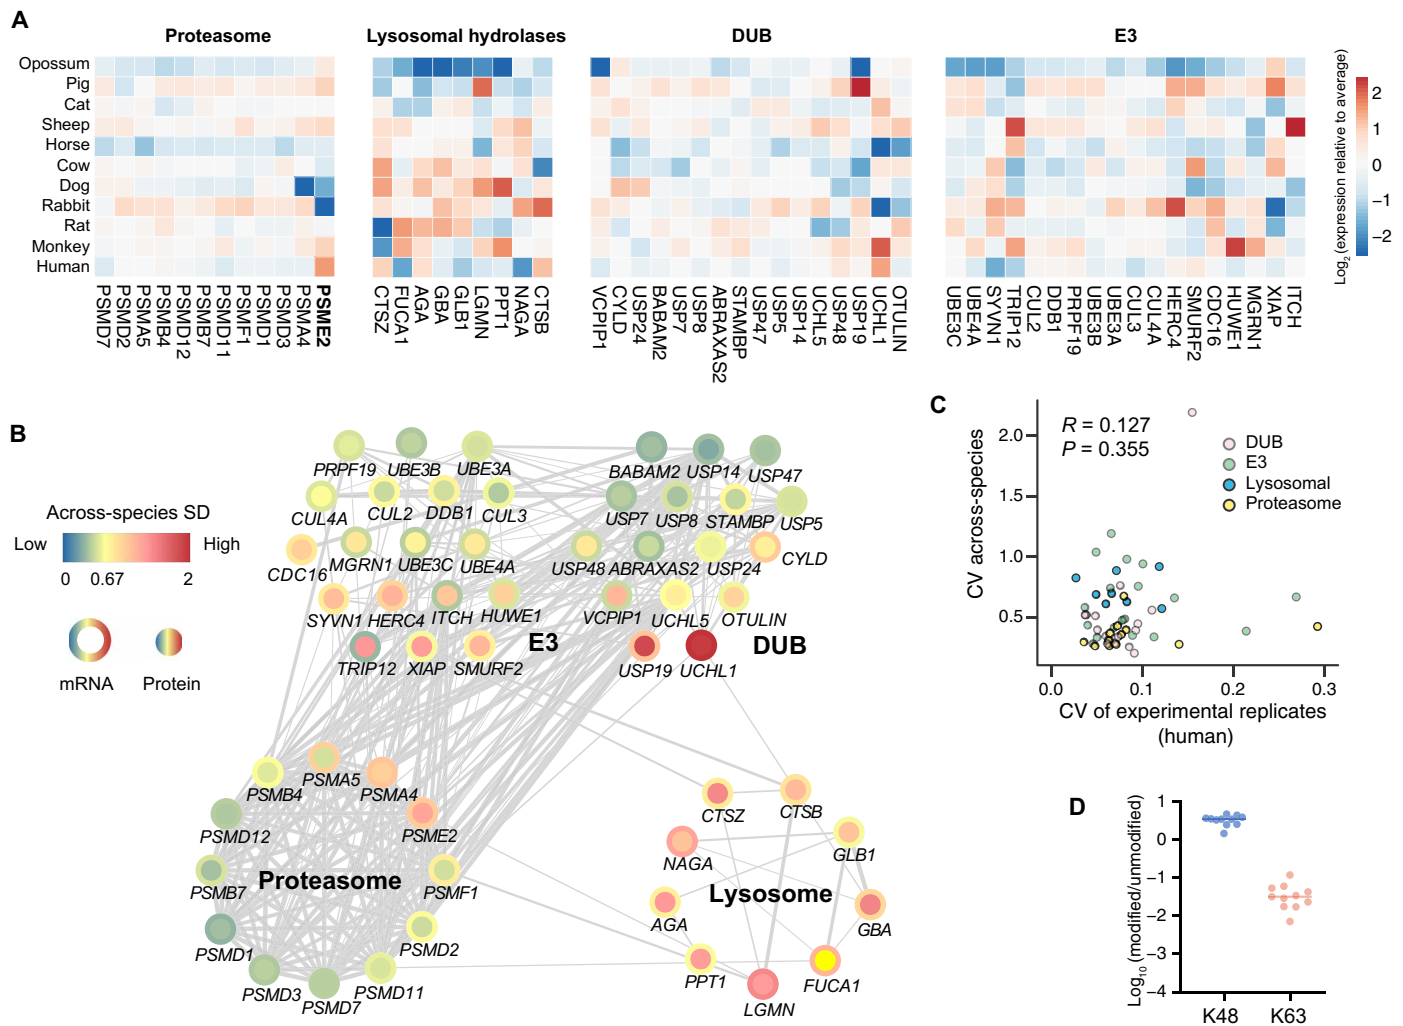 A
Proteasome
Lysosomal hydrolases
DUB
E3
Opossum
Pig
Cat
Sheep
Horse
Cow
Dog
Rabbit
Rat
Monkey
Human
PSMD7
PSMD2
PSMA5
PSMB4
PSMD12
PSMB7
PSMD11
PSMF1
PSMD1
PSMD3
PSMA4
PSME2
CTSZ
FUCA1
AGA
GBA
GLB1
LGMN
PPT1
NAGA
CTSB
VCPIP1
CYLD
USP24
BABAM2
USP7
USP8
ABRAXAS2
STAMBP
USP47
USP5
USP14
UCHL5
USP48
USP19
UCHL1
OTULIN
UBE3C
UBE4A
SYVN1
TRIP12
CUL2
DDB1
PRPF19
UBE3B
UBE3A
CUL3
CUL4A
HERC4
SMURF2
CDC16
HUWE1
MGRN1
XIAP
ITCH
2
1
0
−1
−2
Log2 (expression relative to average)
B
Across-species SD
Low
High
0
0.67
2
mRNA
Protein
PRPF19
UBE3B
UBE3A
CUL4A
CUL2
DDB1
CUL3
CDC16
MGRN1
UBE3C
UBE4A
SYVN1
HERC4
ITCH
HUWE1
TRIP12
XIAP
SMURF2
E3
BABAM2
USP14
USP47
USP7
USP8
STAMBP
USP5
USP48
ABRAXAS2
USP24
CYLD
VCPIP1
UCHL5
OTULIN
USP19
UCHL1
DUB
PSMB4
PSMA5
PSMA4
PSMD12
PSME2
PSMB7
Proteasome
PSMF1
PSMD1
PSMD2
PSMD3
PSMD7
PSMD11
CTSZ
CTSB
NAGA
GLB1
Lysosome
AGA
GBA
PPT1
LGMN
FUCA1
C
R = 0.127
P = 0.355
DUB
E3
Lysosomal
Proteasome
CV across-species
2.0
1.5
1.0
0.5
0.0
0.1
0.2
0.3
CV of experimental replicates
(human)
D
Log10 (modified/unmodified)
1
0
−1
−2
−3
−4
K48
K63